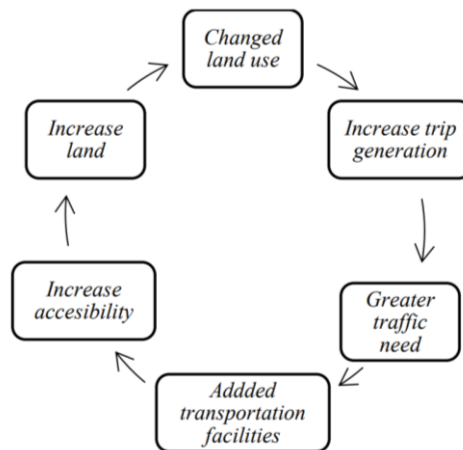 Changed
land use
Increase trip
generation
Greater
traffic
need
Addded
transportation
facilities
Increase
accesibility
Increase
land